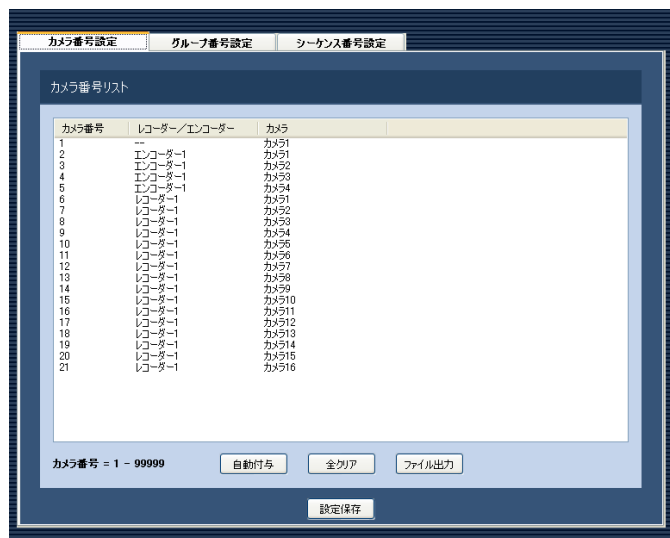 カメラ番号設定 グループ番号設定 シーケンス番号設定
カメラ番号リスト
カメラ番号 レコーダー／エンコーダー カメラ
1 -- カメラ1
2 エンコーダー1 カメラ1
3 エンコーダー1 カメラ2
4 エンコーダー1 カメラ3
5 エンコーダー1 カメラ4
6 レコーダー1 カメラ1
7 レコーダー1 カメラ2
8 レコーダー1 カメラ3
9 レコーダー1 カメラ4
10 レコーダー1 カメラ5
11 レコーダー1 カメラ6
12 レコーダー1 カメラ7
13 レコーダー1 カメラ8
14 レコーダー1 カメラ9
15 レコーダー1 カメラ10
16 レコーダー1 カメラ11
17 レコーダー1 カメラ12
18 レコーダー1 カメラ13
19 レコーダー1 カメラ14
20 レコーダー1 カメラ15
21 レコーダー1 カメラ16
カメラ番号 = 1 - 99999 自動付与 全クリア ファイル出力
設定保存